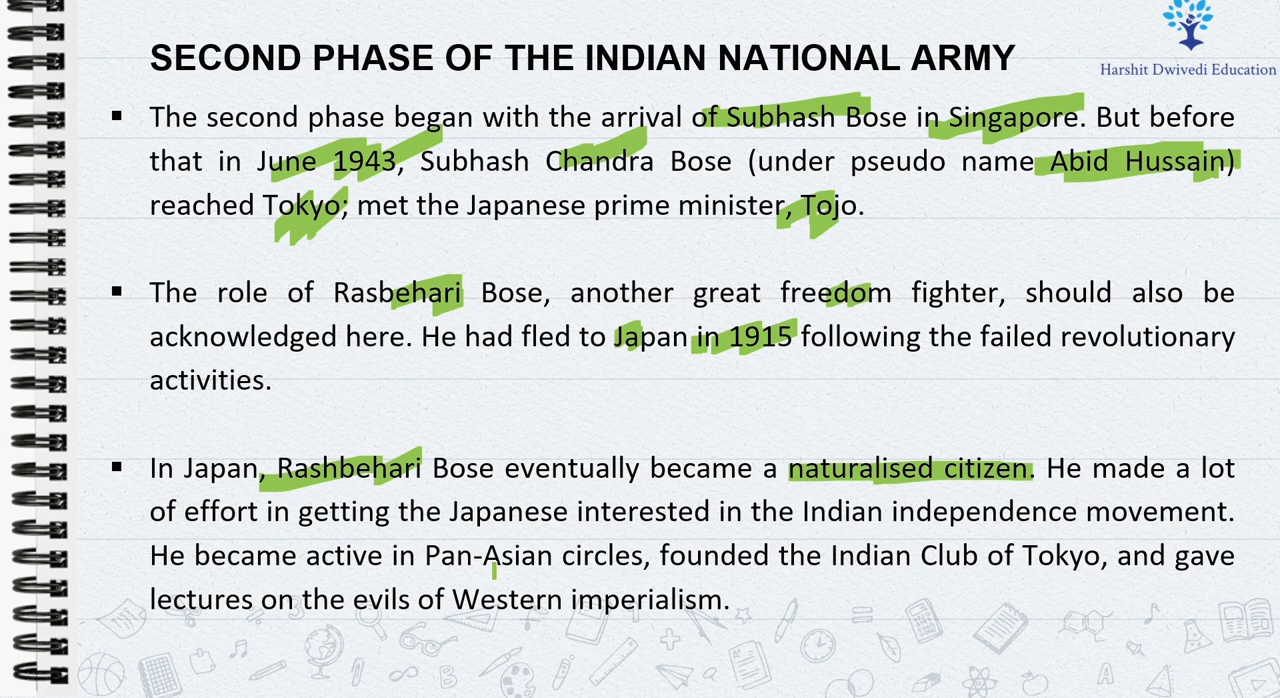 SECOND PHASE OF THE INDIAN NATIONAL ARMY
Harshit Dwivedi Education
▪ The second phase began with the arrival of Subhash Bose in Singapore. But before
that in June 1943, Subhash Chandra Bose (under pseudo name Abid Hussain)
reached Tokyo; met the Japanese prime minister, Tojo.
▪ The role of Rasbehari Bose, another great freedom fighter, should also be
acknowledged here. He had fled to Japan in 1915 following the failed revolutionary
activities.
▪ In Japan, Rashbehari Bose eventually became a naturalised citizen. He made a lot
of effort in getting the Japanese interested in the Indian independence movement.
He became active in Pan-Asian circles, founded the Indian Club of Tokyo, and gave
lectures on the evils of Western imperialism.